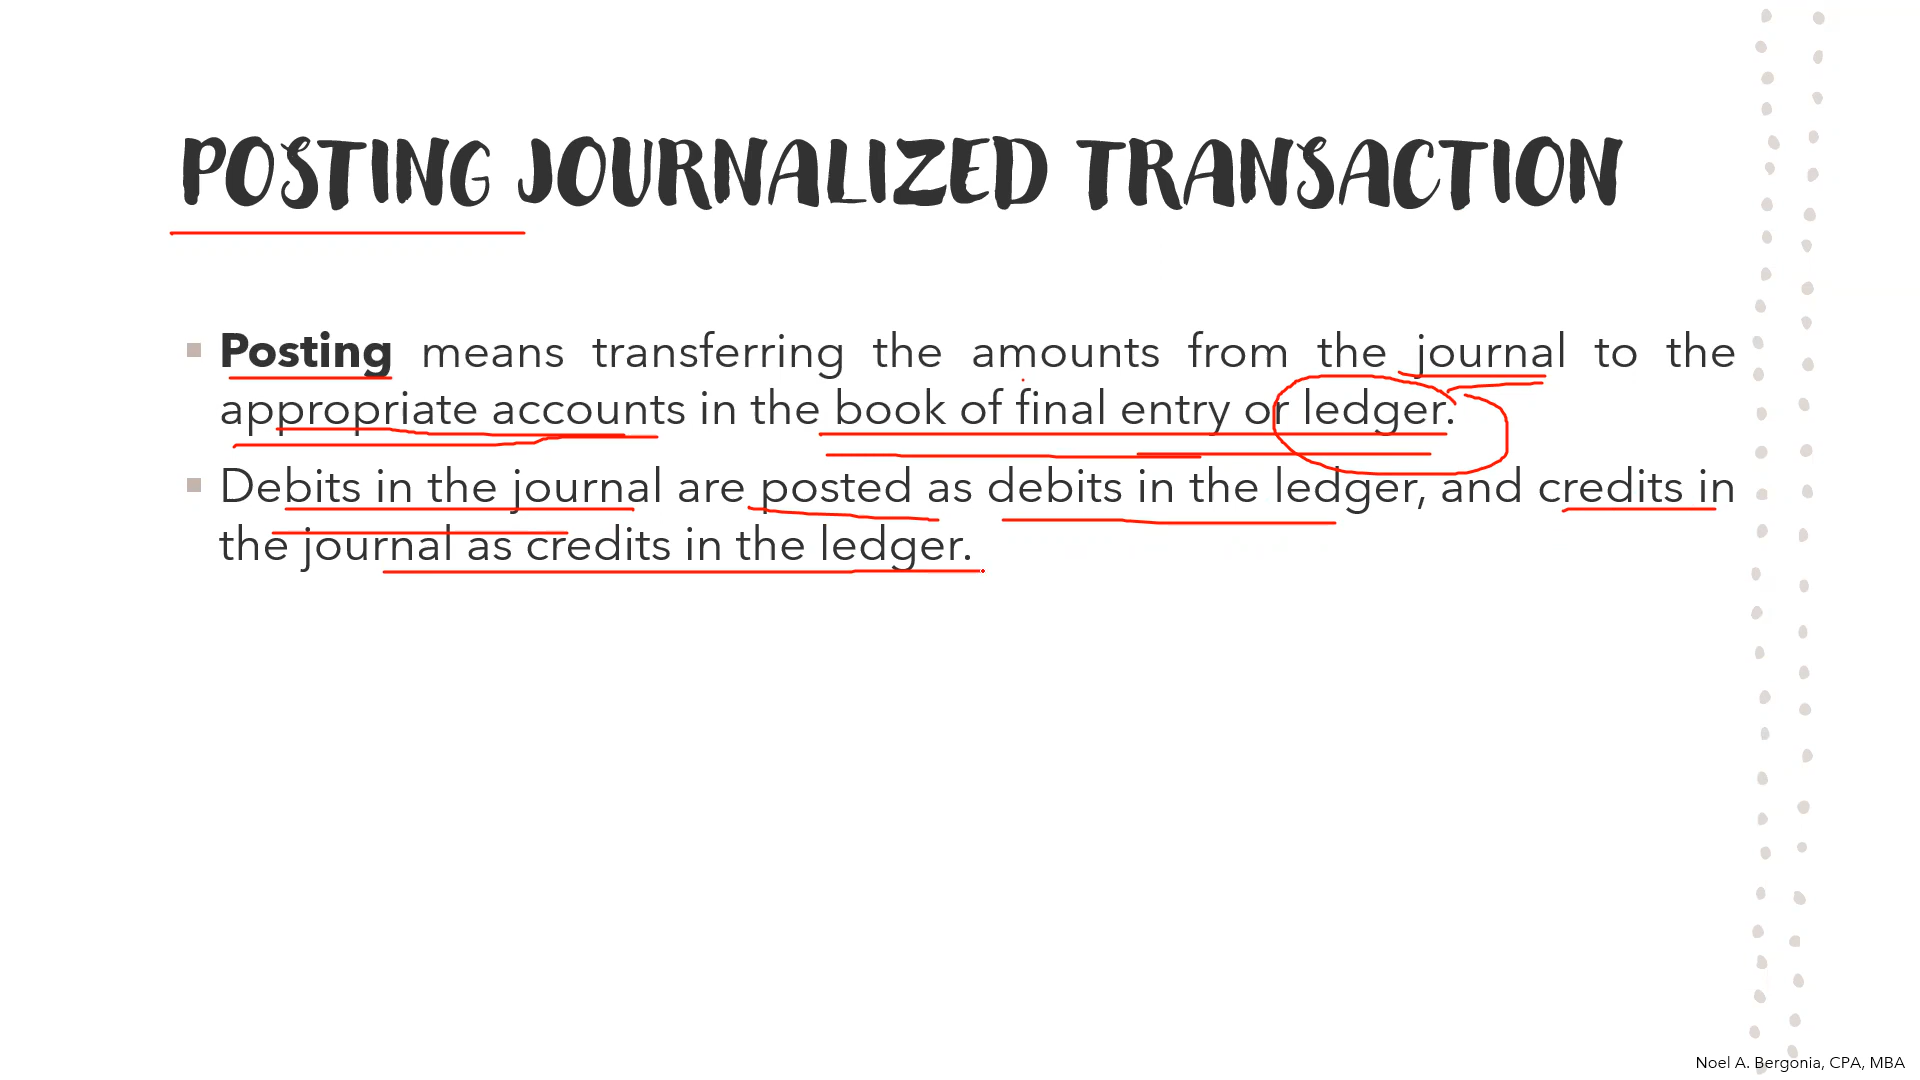 POSTING JOURNALIZED TRANSACTION
Posting means transferring the amounts from the journal to the
appropriate accounts in the book of final entry or ledger.
Debits in the journal are posted as debits in the ledger, and credits in
the journal as credits in the ledger.
Noel A. Bergonia, CPA, MBA